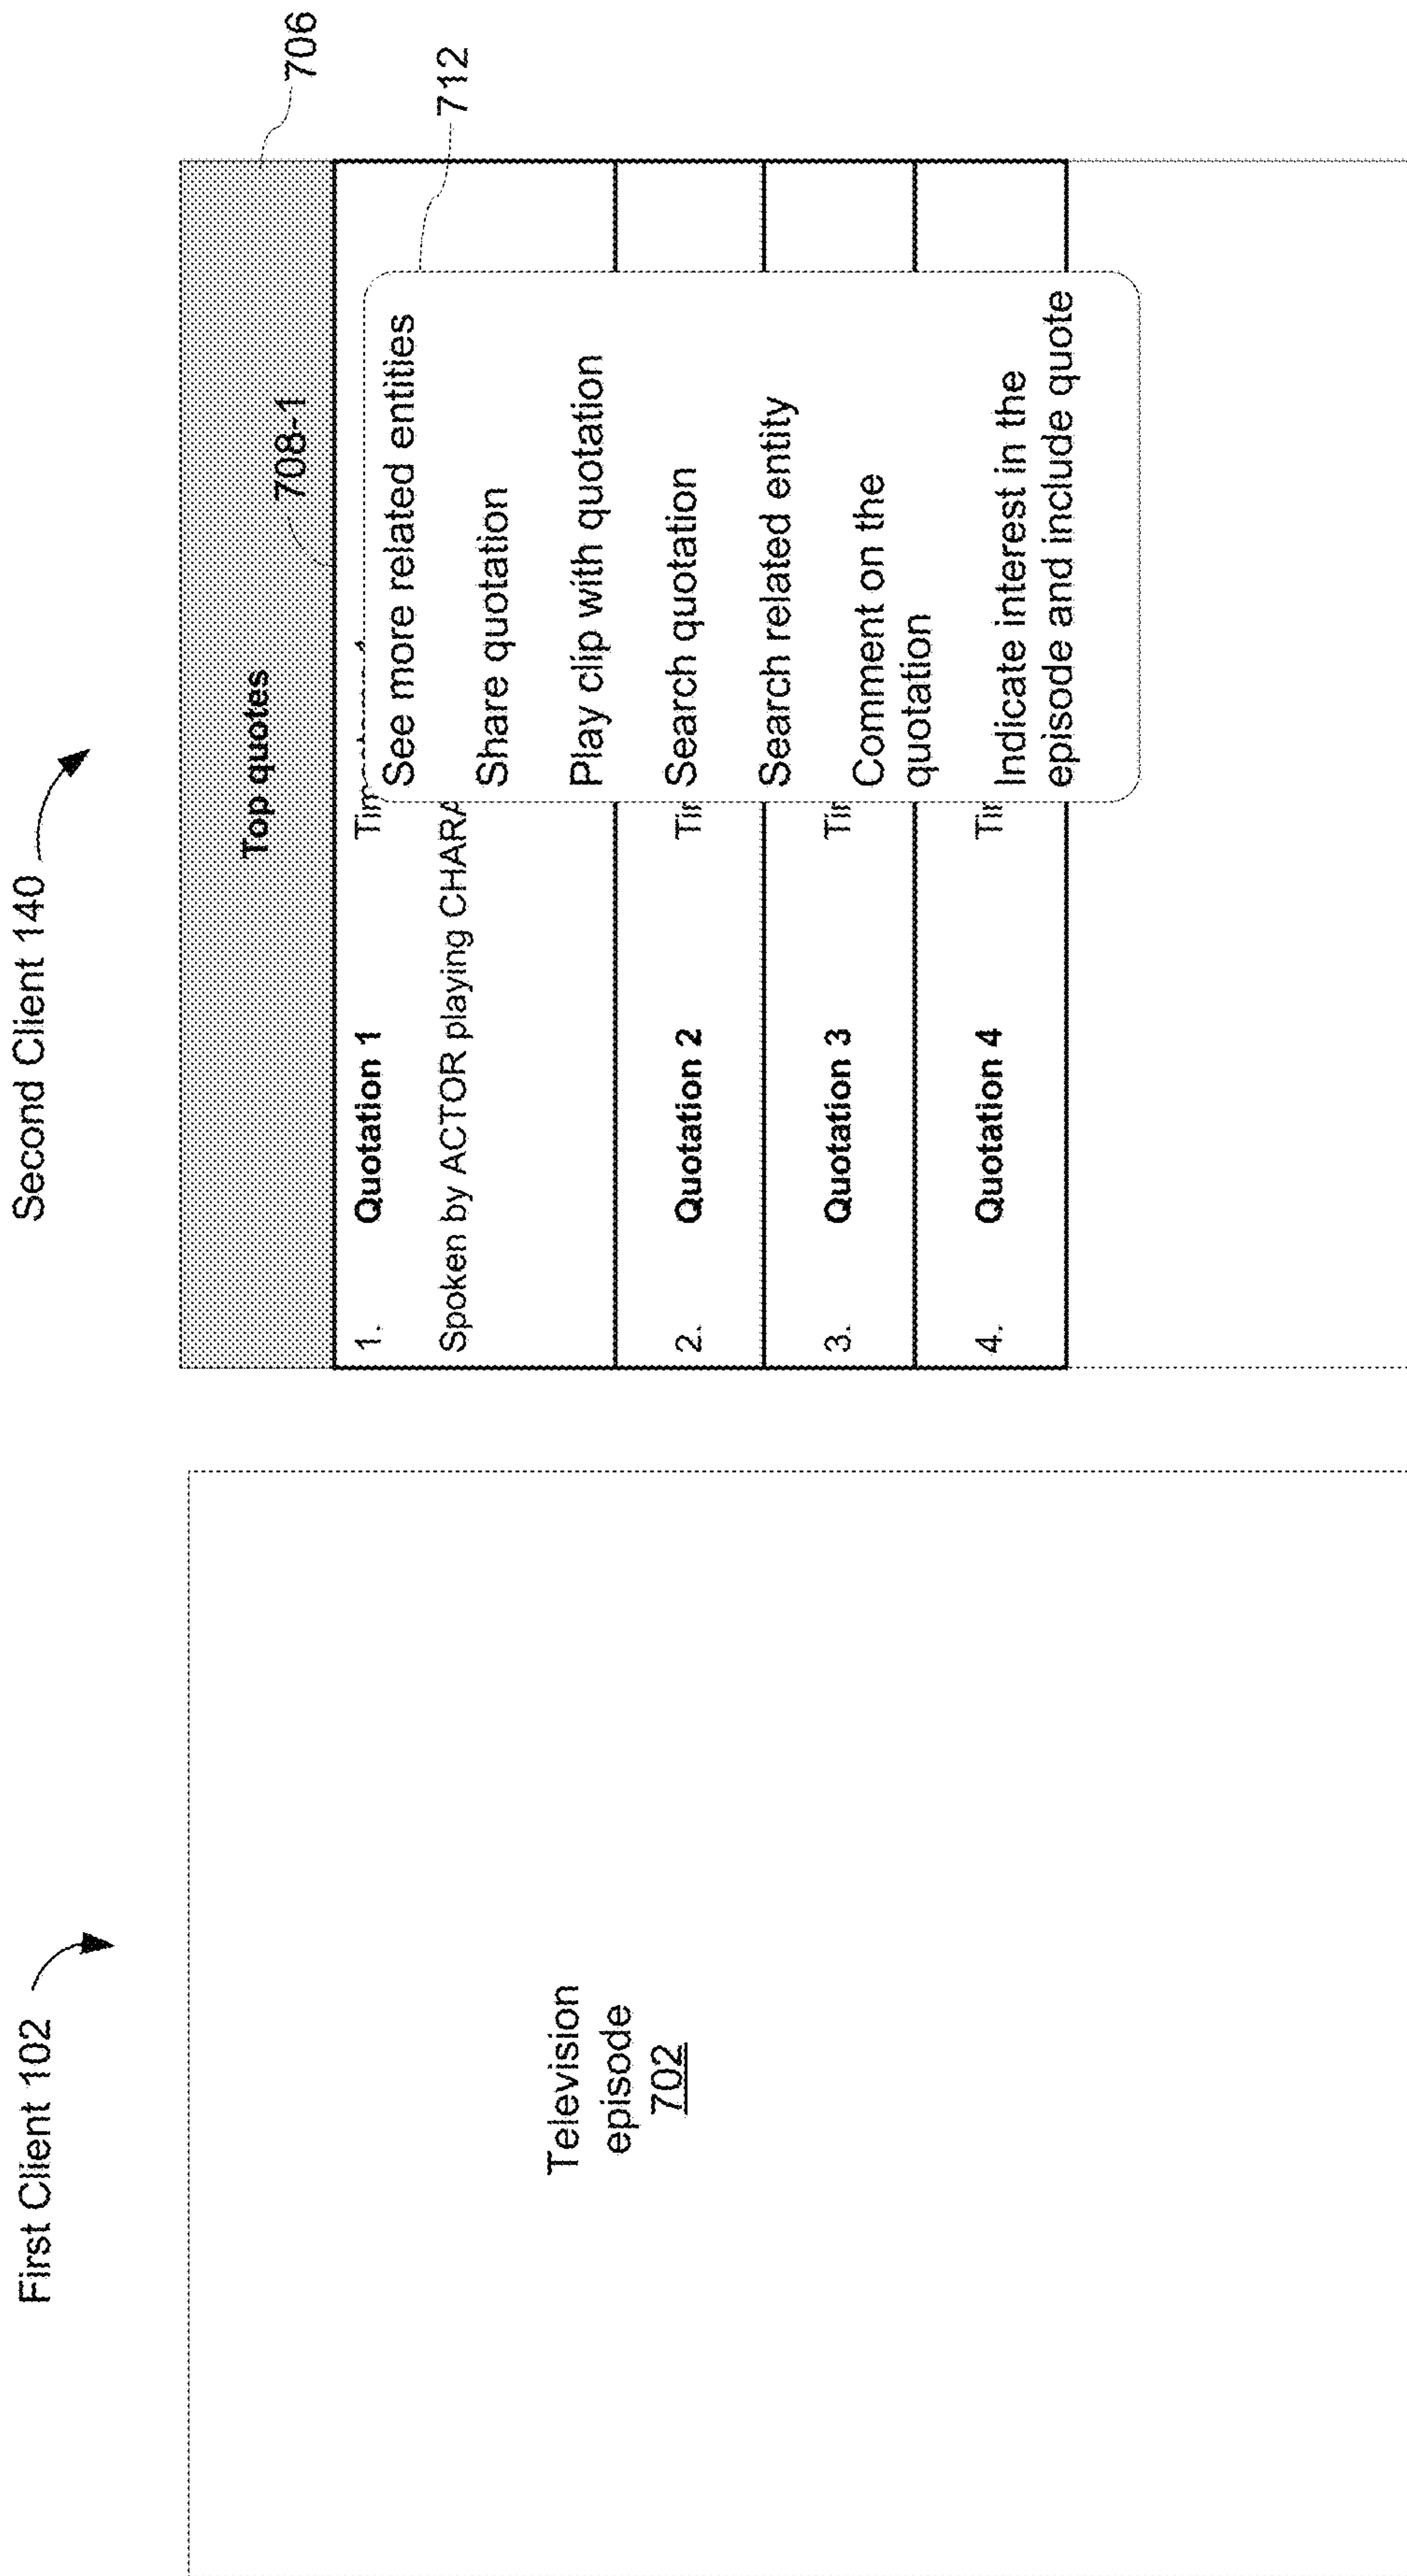 First Client 102
Television
episode
702
Second Client 140
706
Top quotes
708-1
712
1. Quotation 1
Spoken by ACTOR playing
2. Quotation 2
3. Quotation 3
4. Quotation 4
See more related entities
Share quotation
Play clip with quotation
Search quotation
Search related entity
Comment on the
quotation
Indicate interest in the
episode and include quote